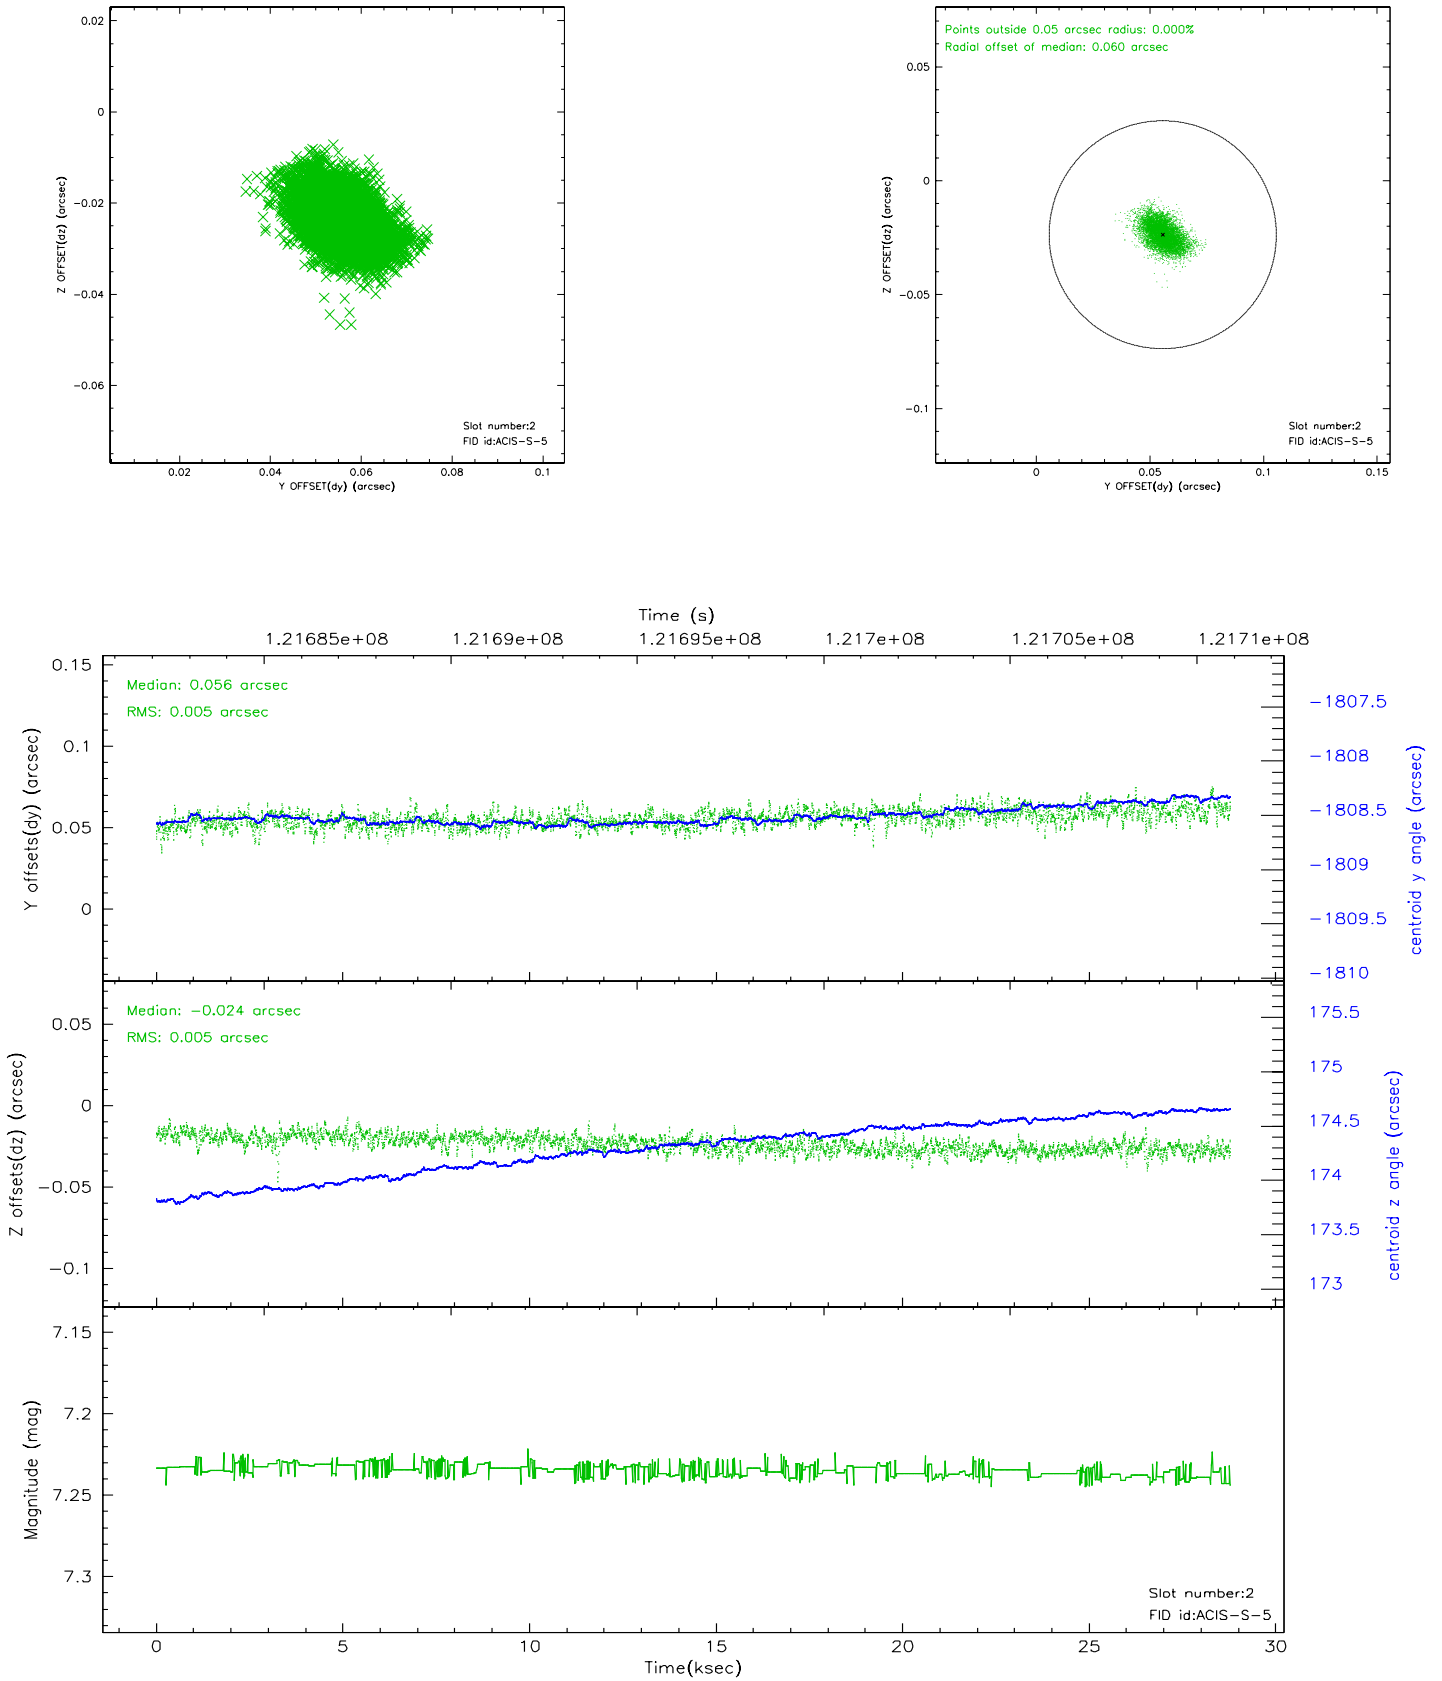 0.02
0
-0.02
-0.04
-0.06
Z OFFSET(dz) (arcsec)
Slot number:2
FID id:ACIS-S-5
0.02 0.04 0.06 0.08 0.1
Y OFFSET(dy) (arcsec)
Points outside 0.05 arcsec radius: 0.000%
Radial offset of median: 0.060 arcsec
0.05
0
-0.05
-0.1
Z OFFSET(dz) (arcsec)
Slot number:2
FID id:ACIS-S-5
0 0.05 0.1 0.15
Y OFFSET(dy) (arcsec)
Time (s)
1.21685e+08 1.2169e+08 1.21695e+08 1.217e+08 1.21705e+08 1.2171e+08
Median: 0.056 arcsec
RMS: 0.005 arcsec
0.15
0.1
0.05
0
Y offsets(dy) (arcsec)
-1807.5
-1808
-1808.5
-1809
-1809.5
-1810
centroid y angle (arcsec)
Median: -0.024 arcsec
RMS: 0.005 arcsec
0.05
0
-0.05
-0.1
Z offsets(dz) (arcsec)
175.5
175
174.5
174
173.5
173
centroid z angle (arcsec)
7.15
7.2
7.25
7.3
Magnitude (mag)
Slot number:2
FID id:ACIS-S-5
0 5 10 15 20 25 30
Time(ksec)